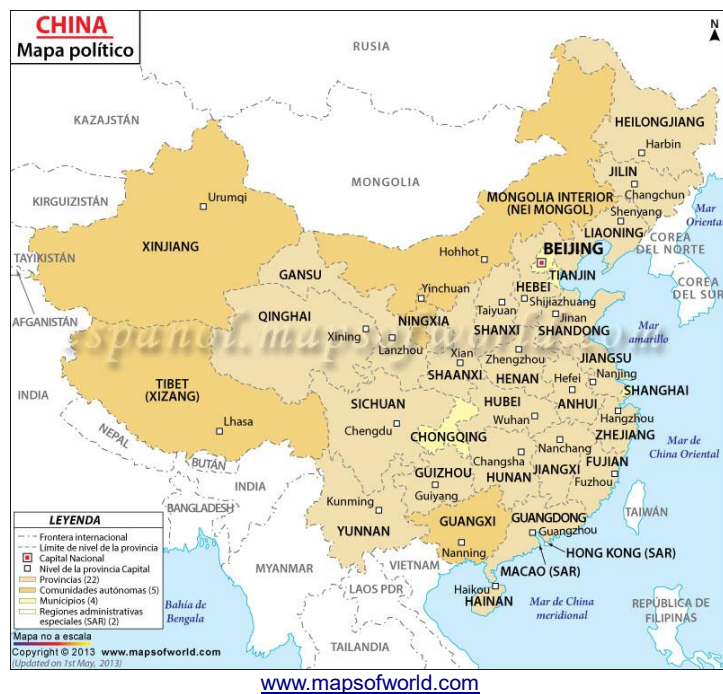 CHINA
Mapa político
N
RUSIA
KAZAJSTÁN
MONGOLIA
KIRGUIZISTÁN
TAYIKISTÁN
AFGANISTÁN
INDIA
HEILONGJIANG
Harbin
JILIN
Changchun
Shenyang
LIAONING
Mar
Oriental
COREA
DEL NORTE
COREA
DEL SUR
MONGOLIA INTERIOR
(NEI MONGOL)
Hohhot
BEIJING
TIANJIN
HEBEI
Shijiazhuang
Urumqi
XINJIANG
GANSU
Yinchuan
NINGXIA
QINGHAI
Xining
Lanzhou
Taiyuan
SHANXI
Jinan
SHANDONG
Mar
amarillo
espanol.mapsofworld.com
Xian
SHAANXI
Zhengzhou
HENAN
JIANGSU
Nanjing
Hefei
ANHUI
SHANGHAI
Hangzhou
ZHEJIANG
TIBET
(XIZANG)
Lhasa
SICHUAN
Chengdu
CHONGQING
HUBEI
Wuhan
Nanchang
JIANGXI
Changsha
HUNAN
FUJIAN
Fuzhou
Mar de
China Oriental
NEPAL
BUTÁN
INDIA
BANGLADESH
GUIZHOU
Guiyang
Kunming
YUNNAN
GUANGXI
Nanning
GUANGDONG
Guangzhou
HONG KONG (SAR)
MACAO (SAR)
TAIWÁN
MYANMAR
VIETNAM
LAOS PDR
TAILANDIA
Haikou
HAINAN
Mar de China
meridional
REPÚBLICA DE
FILIPINAS
Bahía de
Bengala
LEYENDA
Frontera internacional
Límite de nivel de la provincia
Capital Nacional
Nivel de la provincia Capital
Provincias (22)
Comunidades autónomas (5)
Municipios (4)
Regiones administrativas
especiales (SAR) (2)
Mapa no a escala
Copyright © 2013 www.mapsofworld.com
(Updated on 1st May, 2013)
www.mapsofworld.com